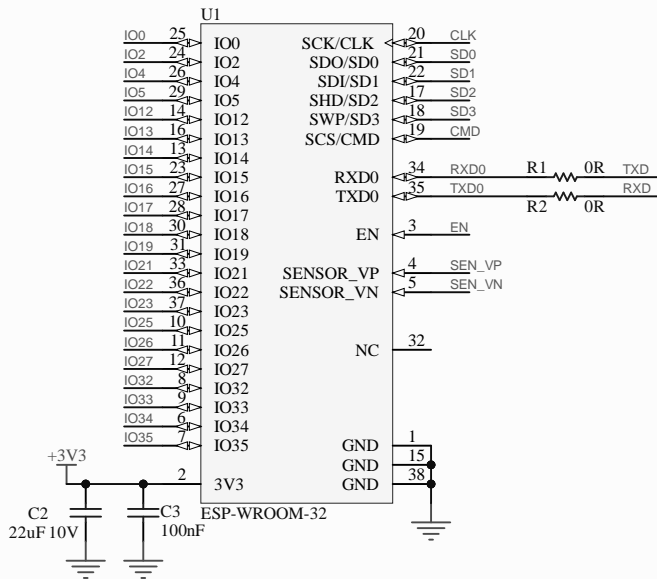 U1
IO0 25 IO0 SCK/CLK 20 CLK
IO2 24 IO2 SDO/SD0 21 SD0
IO4 26 IO4 SDI/SD1 22 SD1
IO5 29 IO5 SHD/SD2 17 SD2
IO12 14 IO12 SWP/SD3 18 SD3
IO13 16 IO13 SCS/CMD 19 CMD
IO14 13 IO14
IO15 23 IO15 RXD0 34 RXD0 R1 0R TXD
IO16 27 IO16 TXD0 35 TXD0 R2 0R RXD
IO17 28 IO17
IO18 30 IO18 EN 3 EN
IO19 31 IO19
IO21 33 IO21 SENSOR_VP 4 SEN_VP
IO22 36 IO22 SENSOR_VN 5 SEN_VN
IO23 37 IO23
IO25 10 IO25
IO26 11 IO26 NC 32
IO27 12 IO27
IO32 8 IO32
IO33 9 IO33
IO34 6 IO34
IO35 7 IO35 GND 1
+3V3 GND 15
2 3V3 GND 38
ESP-WROOM-32
C2 C3
22uF 10V 100nF